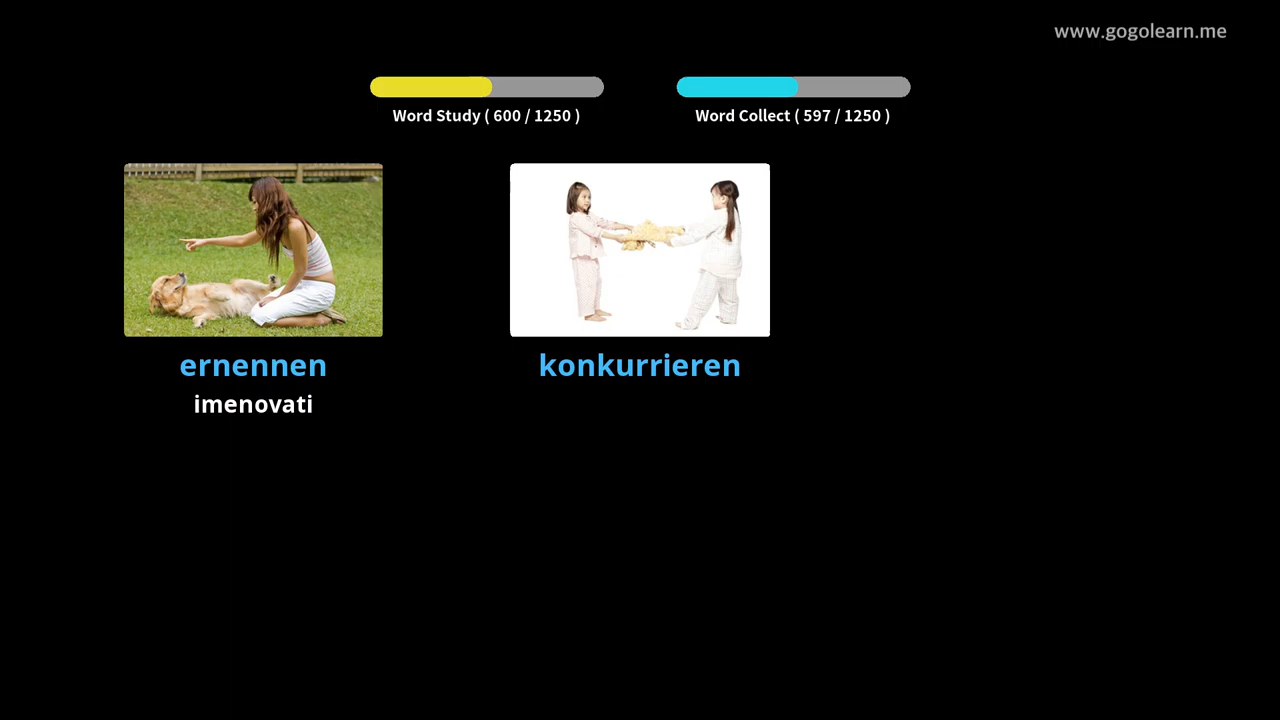 www.gogolearn.me
Word Study ( 600 / 1250 )
Word Collect ( 597 / 1250 )
ernennen
imenovati
konkurrieren